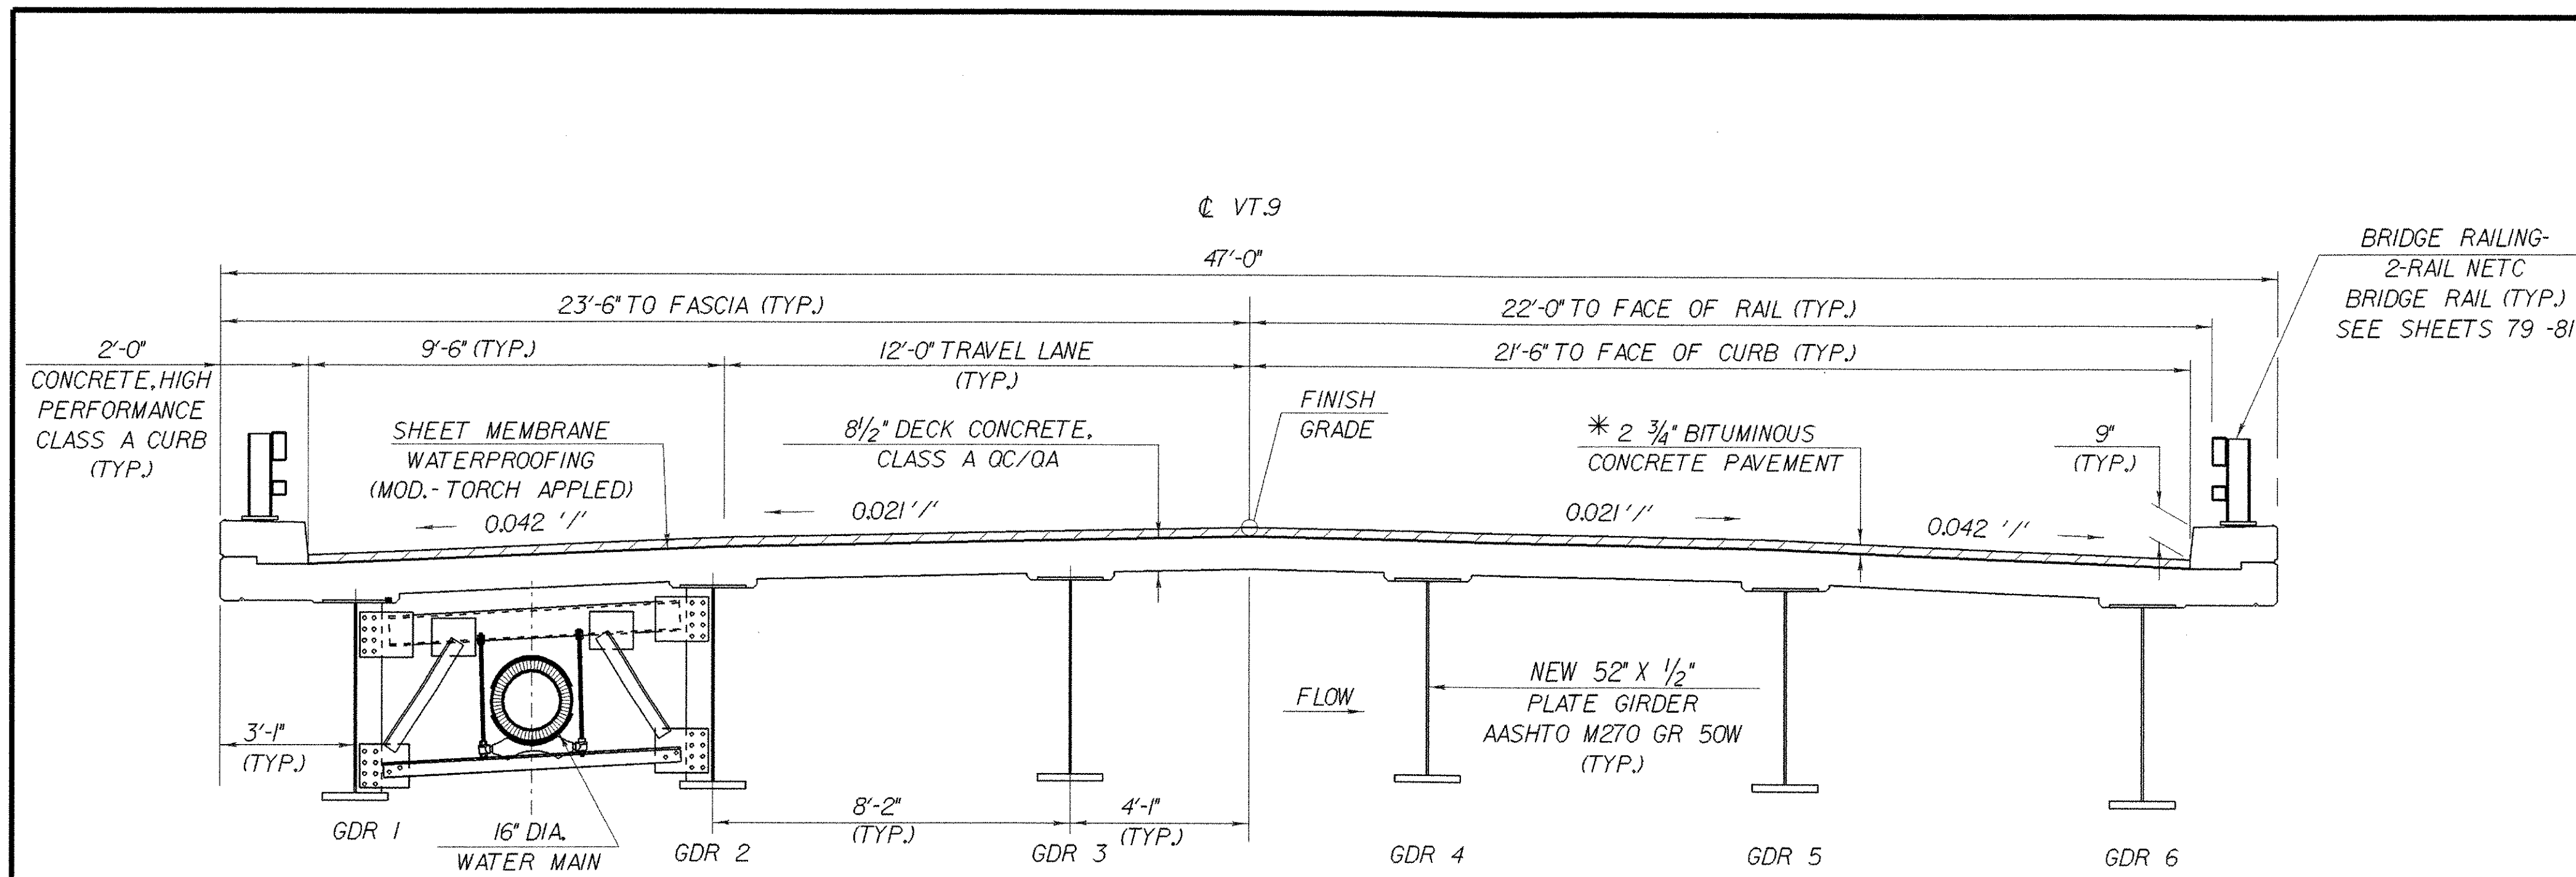 ℄ VT.9
47'-0"
23'-6" TO FASCIA (TYP.)
22'-0" TO FACE OF RAIL (TYP.)
BRIDGE RAILING-
2-RAIL NETC
BRIDGE RAIL (TYP.)
SEE SHEETS 79 -81
2'-0"
CONCRETE, HIGH
PERFORMANCE
CLASS A CURB
(TYP.)
9'-6" (TYP.)
12'-0" TRAVEL LANE
(TYP.)
21'-6" TO FACE OF CURB (TYP.)
SHEET MEMBRANE
WATERPROOFING
(MOD.- TORCH APPLED)
8 1/2" DECK CONCRETE,
CLASS A QC/QA
FINISH
GRADE
* 2 3/4" BITUMINOUS
CONCRETE PAVEMENT
9"
(TYP.)
0.042 '/'
0.021 '/'
0.021 '/'
0.042 '/'
3'-1"
(TYP.)
FLOW
NEW 52" X 1/2"
PLATE GIRDER
AASHTO M270 GR 50W
(TYP.)
8'-2"
(TYP.)
4'-1"
(TYP.)
16" DIA.
WATER MAIN
GDR 1
GDR 2
GDR 3
GDR 4
GDR 5
GDR 6